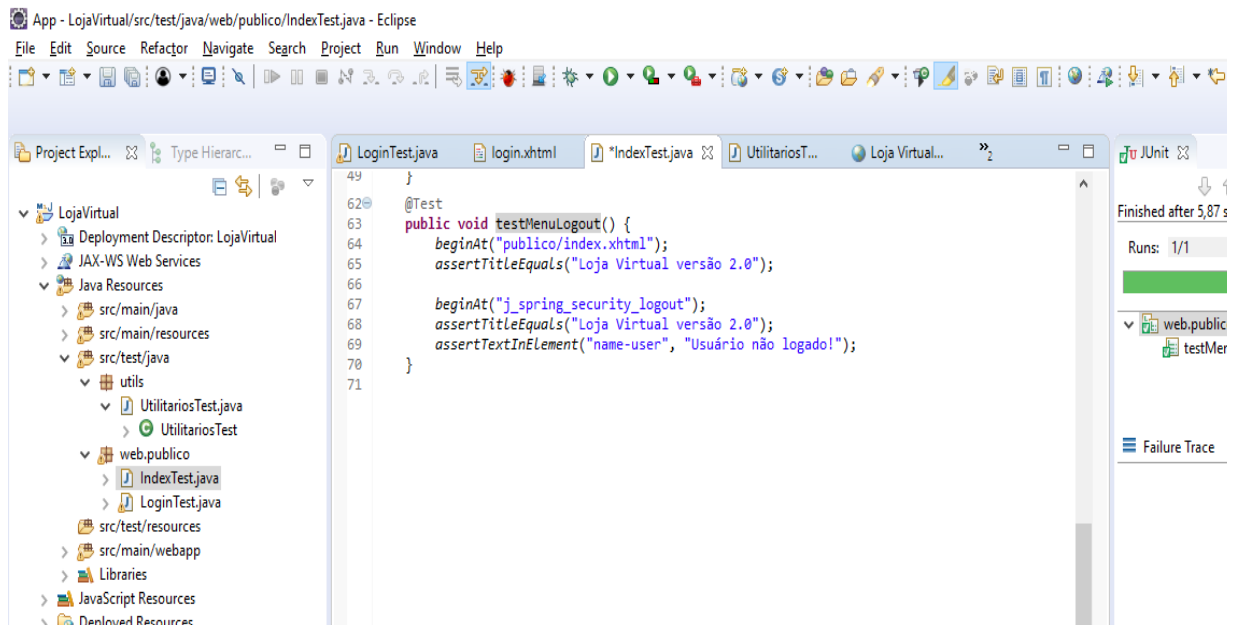 App - LojaVirtual/src/test/java/web/publico/IndexTest.java - Eclipse
File Edit Source Refactor Navigate Search Project Run Window Help
Project Expl... Type Hierarc...
LojaVirtual
Deployment Descriptor: LojaVirtual
JAX-WS Web Services
Java Resources
src/main/java
src/main/resources
src/test/java
utils
UtilitariosTest.java
UtilitariosTest
web.publico
IndexTest.java
LoginTest.java
src/test/resources
src/main/webapp
Libraries
JavaScript Resources
Deployed Resources
LoginTest.java login.xhtml *IndexTest.java UtilitariosT... Loja Virtual... »2
49 }
62 @Test
63 public void testMenuLogout() {
64 beginAt("publico/index.xhtml");
65 assertTitleEquals("Loja Virtual versão 2.0");
66
67 beginAt("j_spring_security_logout");
68 assertTitleEquals("Loja Virtual versão 2.0");
69 assertTextInElement("name-user", "Usuário não logado!");
70 }
71
JUnit
Finished after 5,87 s
Runs: 1/1
web.public
testMer
Failure Trace